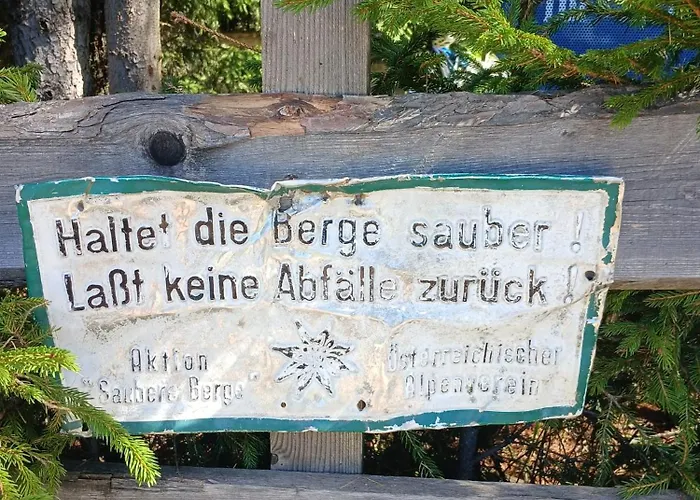 Haltet die Berge sauber !
Laßt keine Abfälle zurück !
Aktion
"Saubere Berge"
Österreichischer
Alpenverein